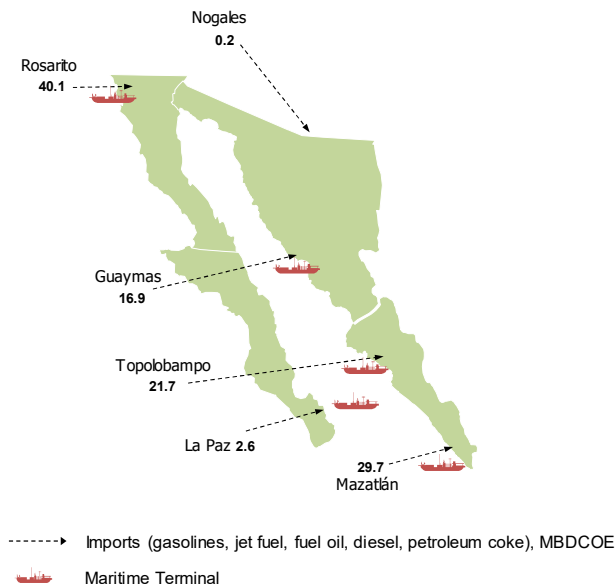 Nogales
0.2
Rosarito
40.1
Guaymas
16.9
Topolobampo
21.7
La Paz 2.6
29.7
Mazatlán
Imports (gasolines, jet fuel, fuel oil, diesel, petroleum coke), MBDCOE
Maritime Terminal